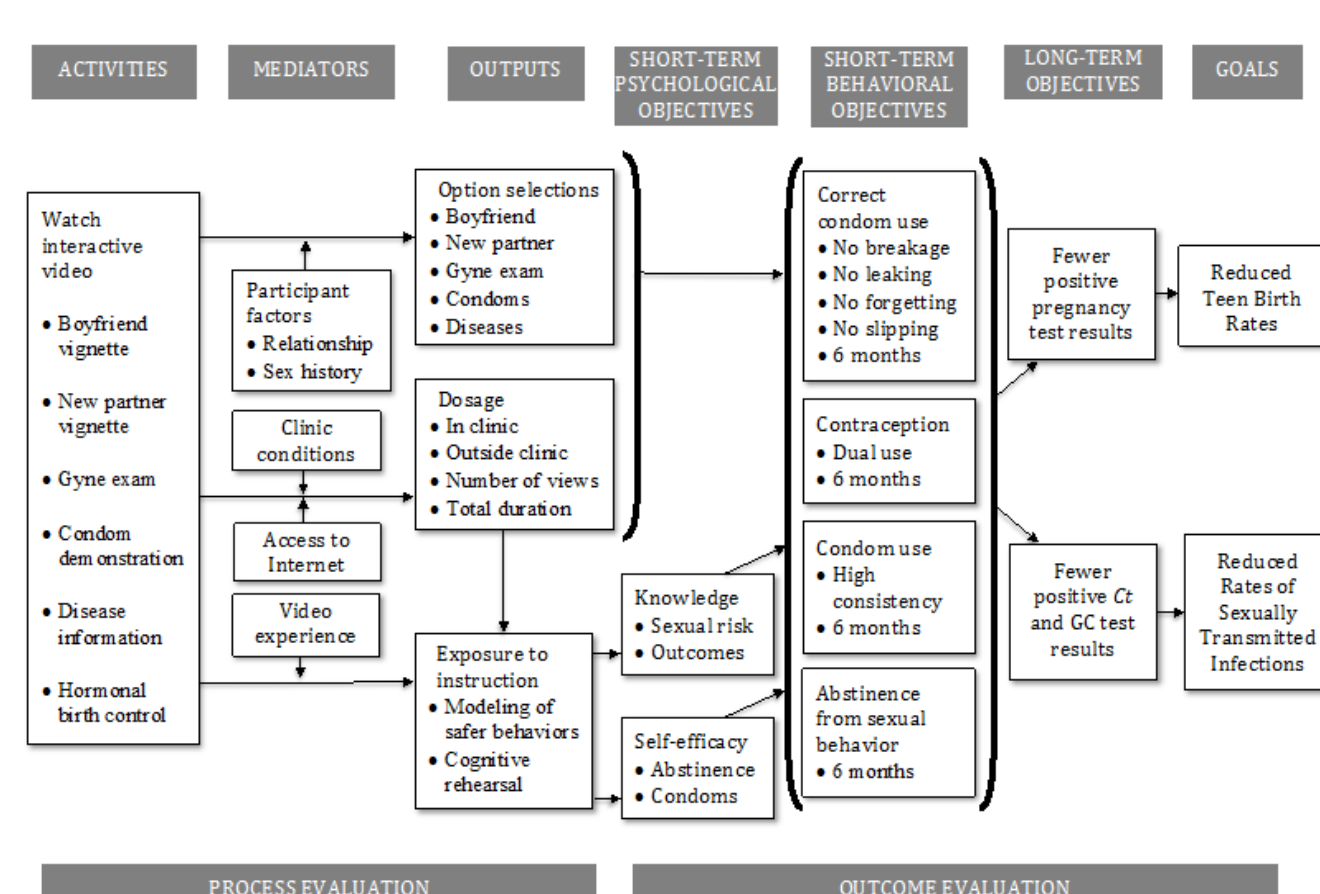 ACTIVITIES
MEDIATORS
OUTPUTS
SHORT-TERM
PSYCHOLOGICAL
OBJECTIVES
SHORT-TERM
BEHAVIORAL
OBJECTIVES
LONG-TERM
OBJECTIVES
GOALS
Watch
interactive
video
• Boyfriend
vignette
• New partner
vignette
• Gyne exam
• Condom
demonstration
• Disease
information
• Hormonal
birth control
Participant
factors
• Relationship
• Sex history
Clinic
conditions
Access to
Internet
Video
experience
Option selections
• Boyfriend
• New partner
• Gyne exam
• Condoms
• Diseases
Dosage
• In clinic
• Outside clinic
• Number of views
• Total duration
Exposure to
instruction
• Modeling of
safer behaviors
• Cognitive
rehearsal
Knowledge
• Sexual risk
• Outcomes
Self-efficacy
• Abstinence
• Condoms
Correct
condom use
• No breakage
• No leaking
• No forgetting
• No slipping
• 6 months
Contraception
• Dual use
• 6 months
Condom use
• High
consistency
• 6 months
Abstinence
from sexual
behavior
• 6 months
Fewer
positive
pregnancy
test results
Fewer
positive Ct
and GC test
results
Reduced
Teen Birth
Rates
Reduced
Rates of
Sexually
Transmitted
Infections
PROCESS EVALUATION
OUTCOME EVALUATION